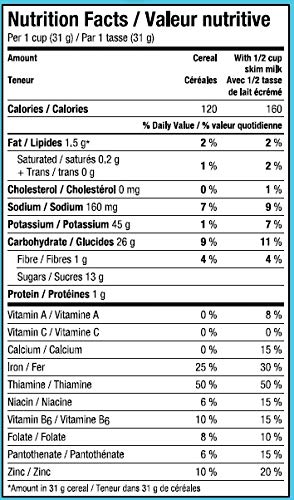 Nutrition Facts / Valeur nutritive
Per 1 cup (31 g) / Par 1 tasse (31 g)
Amount Cereal With 1/2 cup
skim milk
Teneur Céréales Avec 1/2 tasse
de lait écrémé
Calories / Calories 120 160
% Daily Value / % valeur quotidienne
Fat / Lipides 1.5 g* 2 % 2 %
Saturated / saturés 0.2 g
+ Trans / trans 0 g 1 % 2 %
Cholesterol / Cholestérol 0 mg 0 % 1 %
Sodium / Sodium 160 mg 7 % 9 %
Potassium / Potassium 45 g 1 % 7 %
Carbohydrate / Glucides 26 g 9 % 11 %
Fibre / Fibres 1 g 4 % 4 %
Sugars / Sucres 13 g
Protein / Protéines 1 g
Vitamin A / Vitamine A 0 % 8 %
Vitamin C / Vitamine C 0 % 0 %
Calcium / Calcium 0 % 15 %
Iron / Fer 25 % 30 %
Thiamine / Thiamine 50 % 50 %
Niacin / Niacine 6 % 15 %
Vitamin B6 / Vitamine B6 10 % 15 %
Folate / Folate 8 % 10 %
Pantothenate / Pantothénate 6 % 15 %
Zinc / Zinc 10 % 20 %
*Amount in 31 g cereal / Teneur dans 31 g de céréales